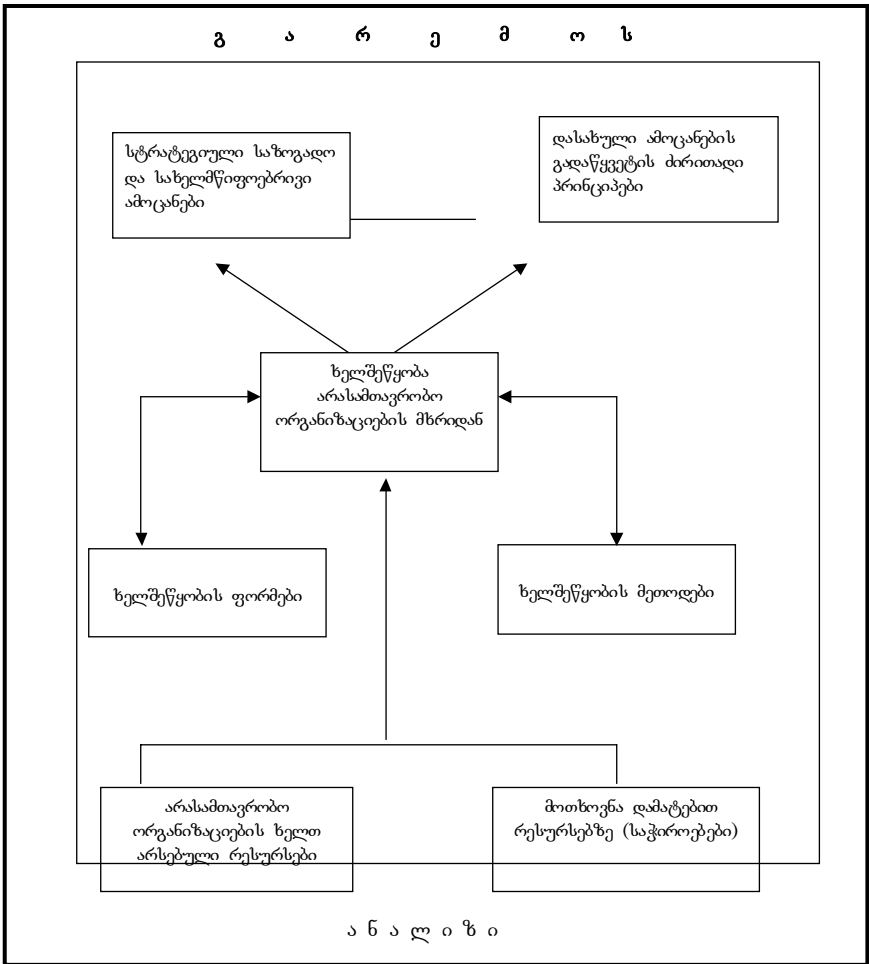 გ ა რ ე მ ო ს
სტრატეგიული საზოგადო
და სახელმწიფოებრივი
ამოცანები
დასახული ამოცანების
გადაწყვეტის ძირითადი
პრინციპები
ხელშეწყობა
არასამთავრობო
ორგანიზაციების მხრიდან
ხელშეწყობის ფორმები
ხელშეწყობის მეთოდები
არასამთავრობო
ორგანიზაციების ხელთ
არსებული რესურსები
მოთხოვნა დამატებით
რესურსებზე (საჭიროებები)
ა ნ ა ლ ი ზ ი